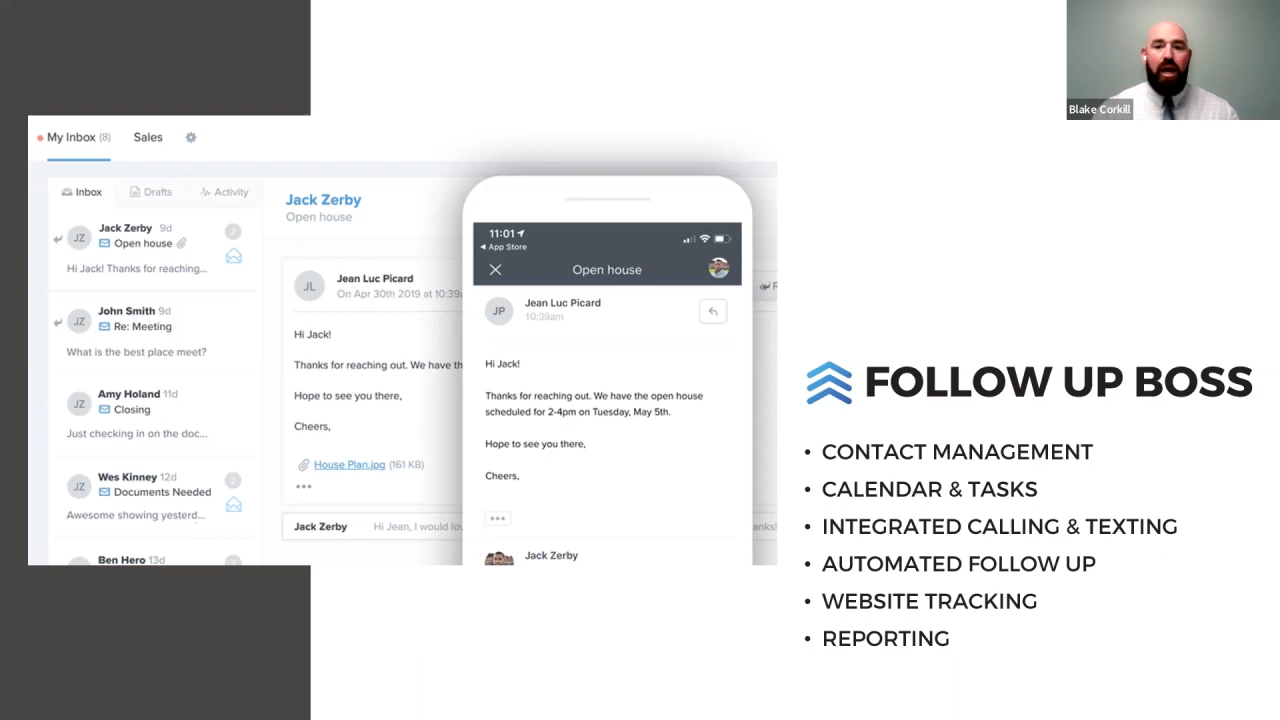 Blake Corkill
My Inbox (8)
Sales
Inbox
Drafts
Activity
JZ
Jack Zerby 9d
2
Open house
Hi Jack! Thanks for reaching...
JZ
John Smith 9d
Re: Meeting
What is the best place meet?
JZ
Amy Holand 11d
Closing
Just checking in on the doc...
JZ
Wes Kinney 12d
2
Documents Needed
Awesome showing yesterd...
Ben Hero 13d
Jack Zerby
Open house
JL
Jean Luc Picard
On Apr 30th 2019 at 10:39
Hi Jack!
Thanks for reaching out. We have th
Hope to see you there,
Cheers,
House Plan.jpg (161 KB)
Jack Zerby
Hi Jean, I would lo
11:01
App Store
Open house
JP
Jean Luc Picard
10:39am
Hi Jack!
Thanks for reaching out. We have the open house
scheduled for 2-4pm on Tuesday, May 5th.
Hope to see you there,
Cheers,
Jack Zerby
FOLLOW UP BOSS
• CONTACT MANAGEMENT
• CALENDAR & TASKS
• INTEGRATED CALLING & TEXTING
• AUTOMATED FOLLOW UP
• WEBSITE TRACKING
• REPORTING